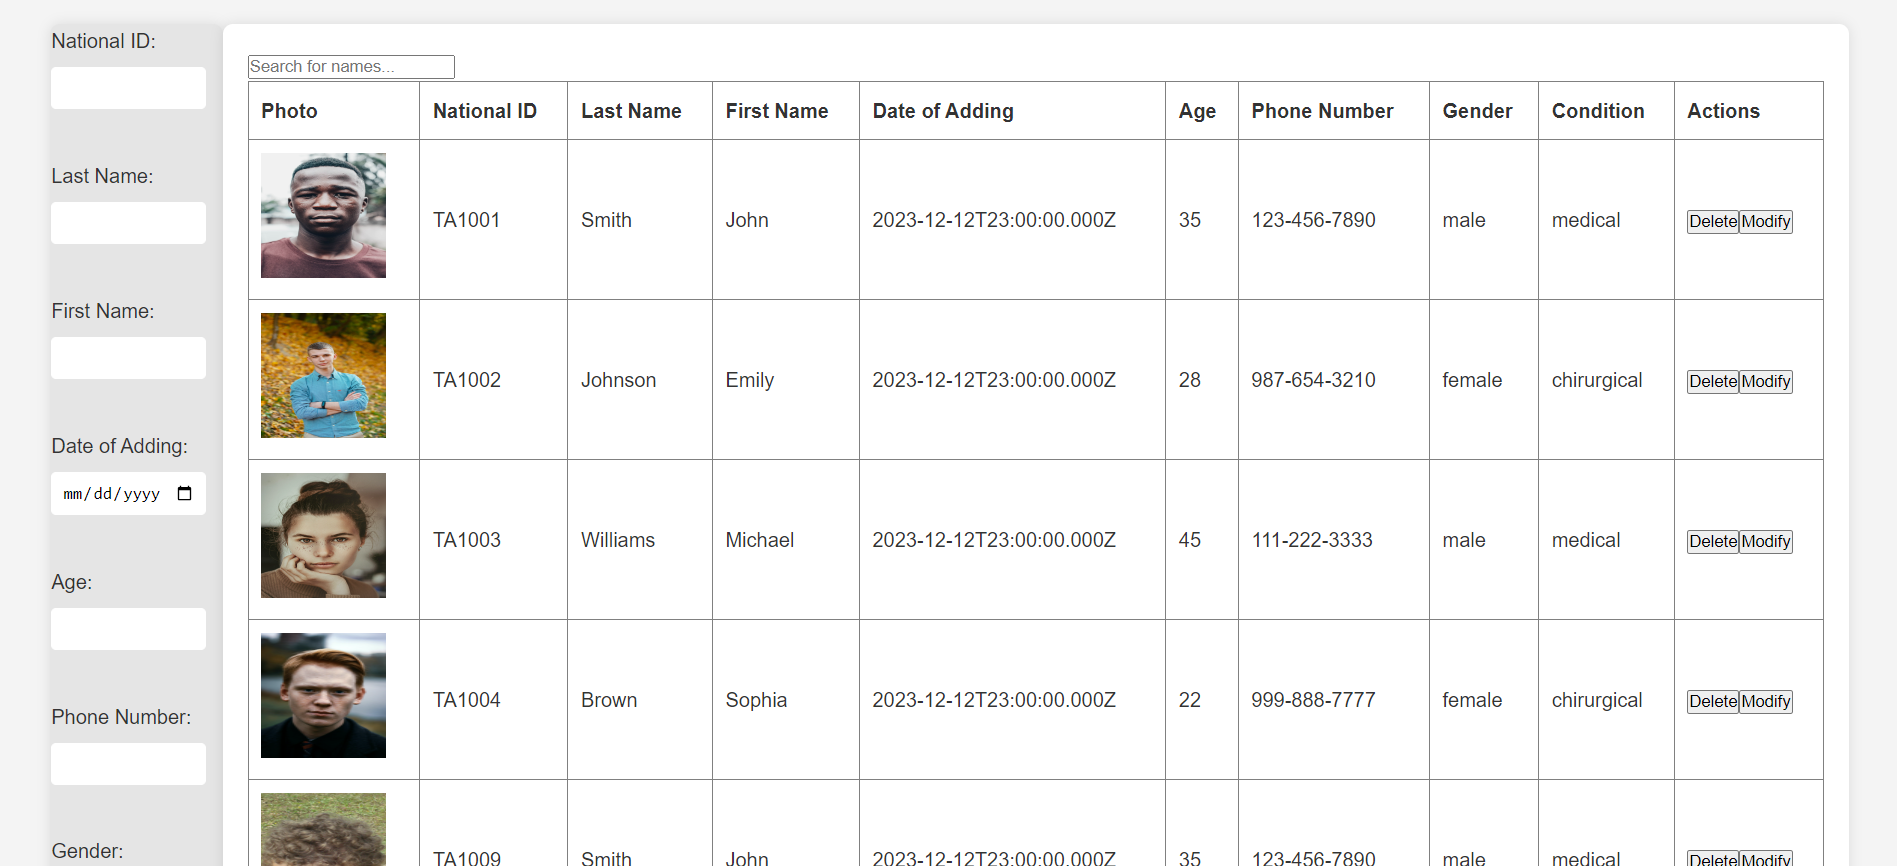 National ID:
Last Name:
First Name:
Date of Adding:
mm/dd/yyyy
Age:
Phone Number:
Gender:
Search for names...
Photo National ID Last Name First Name Date of Adding Age Phone Number Gender Condition Actions
TA1001 Smith John 2023-12-12T23:00:00.000Z 35 123-456-7890 male medical Delete Modify
TA1002 Johnson Emily 2023-12-12T23:00:00.000Z 28 987-654-3210 female chirurgical Delete Modify
TA1003 Williams Michael 2023-12-12T23:00:00.000Z 45 111-222-3333 male medical Delete Modify
TA1004 Brown Sophia 2023-12-12T23:00:00.000Z 22 999-888-7777 female chirurgical Delete Modify
TA1009 Smith John 2023-12-12T23:00:00.000Z 35 123-456-7890 male medical Delete Modify